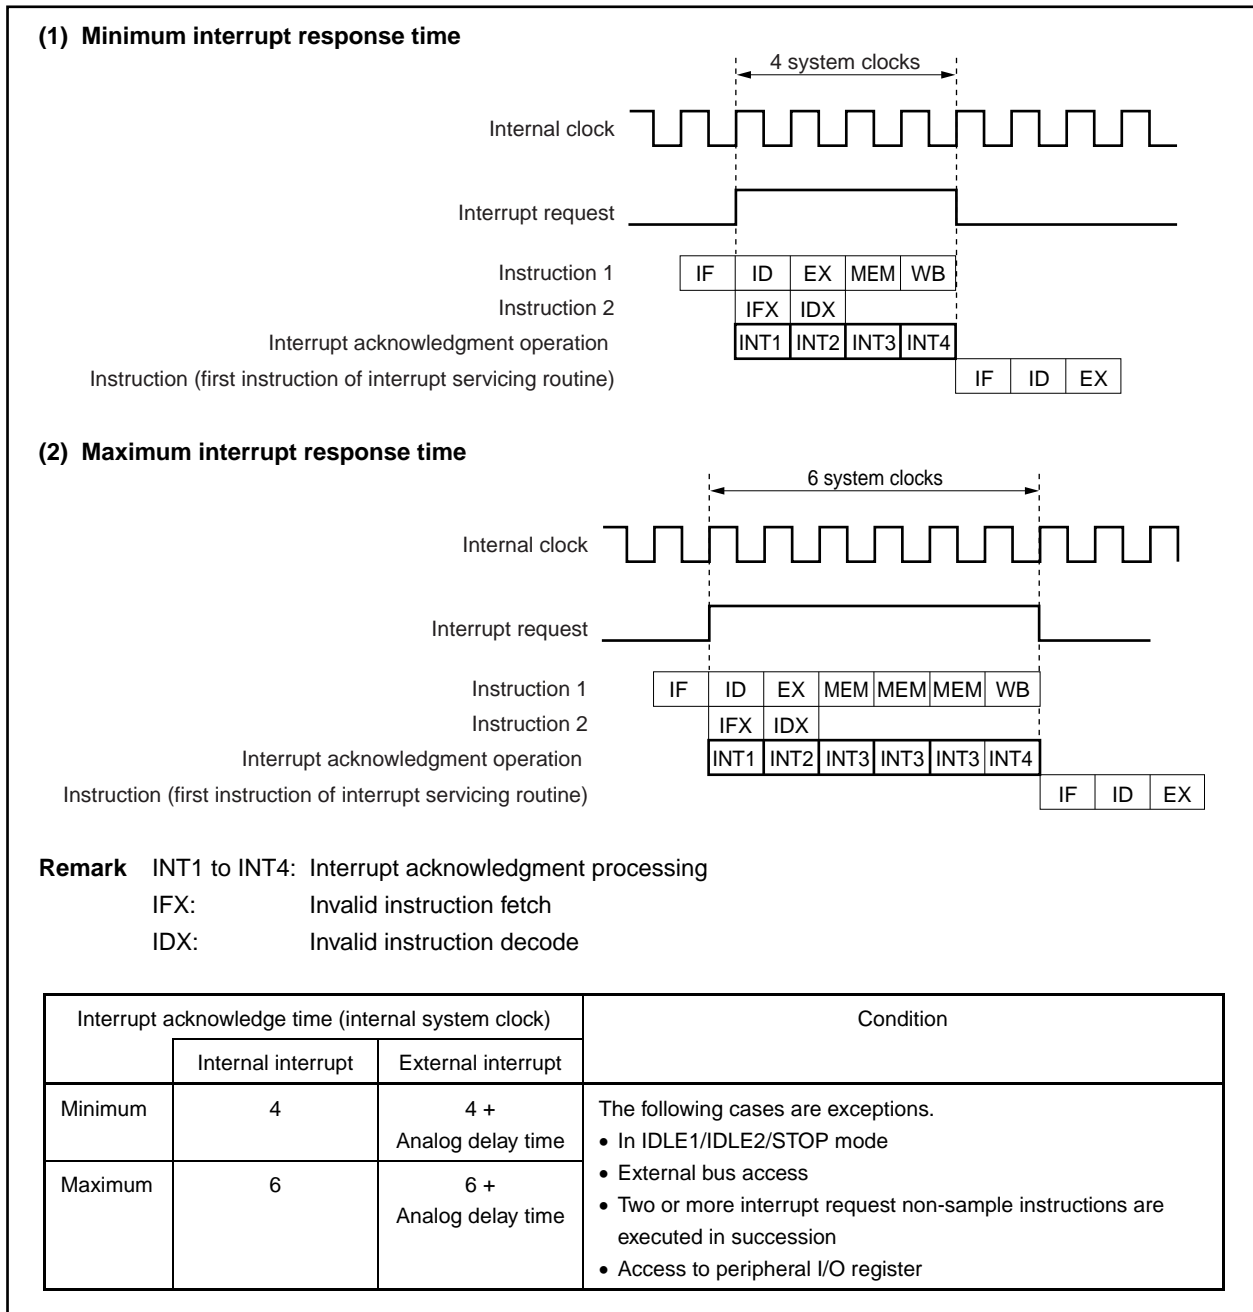 (1) Minimum interrupt response time
4 system clocks
Internal clock
Interrupt request
Instruction 1 IF ID EX MEM WB
Instruction 2 IFX IDX
Interrupt acknowledgment operation INT1 INT2 INT3 INT4
Instruction (first instruction of interrupt servicing routine) IF ID EX
(2) Maximum interrupt response time
6 system clocks
Internal clock
Interrupt request
Instruction 1 IF ID EX MEM MEM MEM WB
Instruction 2 IFX IDX
Interrupt acknowledgment operation INT1 INT2 INT3 INT3 INT3 INT4
Instruction (first instruction of interrupt servicing routine) IF ID EX
Remark INT1 to INT4: Interrupt acknowledgment processing
IFX: Invalid instruction fetch
IDX: Invalid instruction decode
Interrupt acknowledge time (internal system clock) Condition
Internal interrupt External interrupt
Minimum 4 4 +
Analog delay time
Maximum 6 6 +
Analog delay time
The following cases are exceptions.
• In IDLE1/IDLE2/STOP mode
• External bus access
• Two or more interrupt request non-sample instructions are
executed in succession
• Access to peripheral I/O register